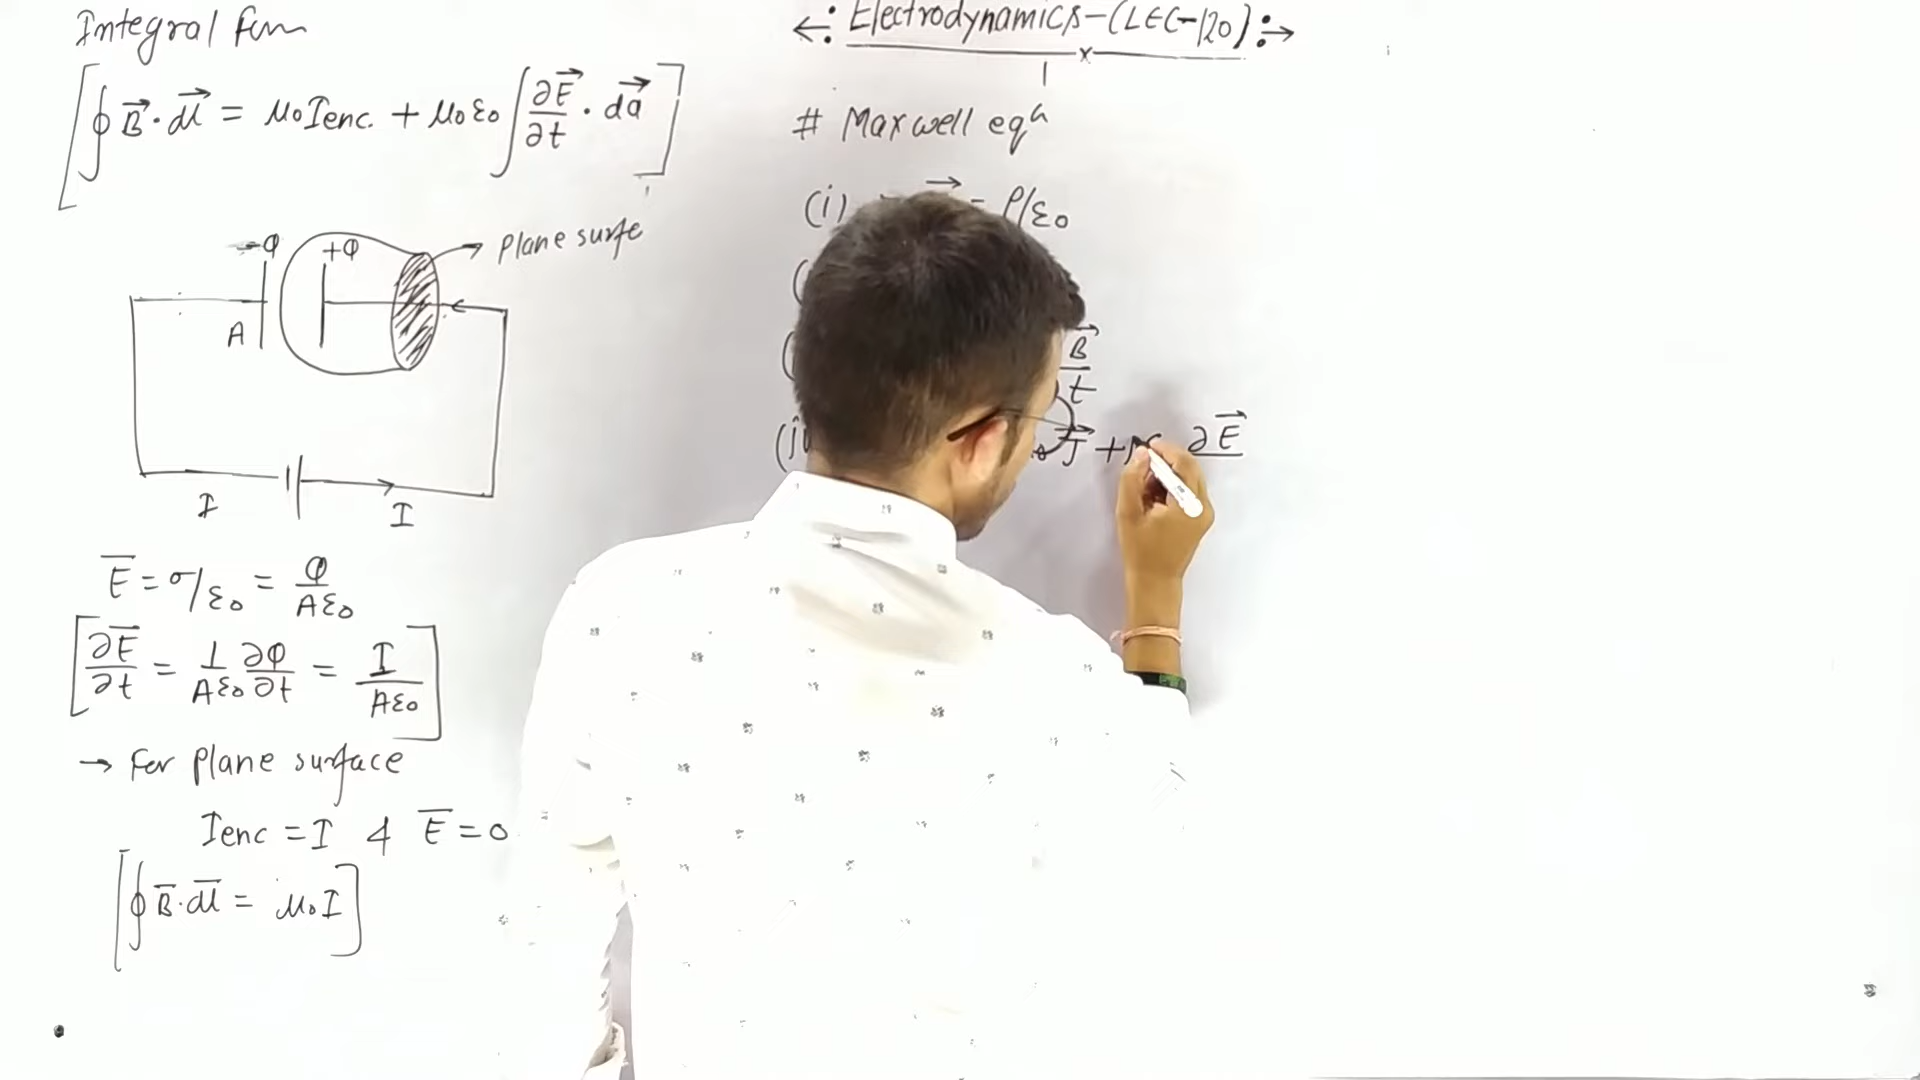 Integral form
∮ B⃗ · dl⃗ = μ₀Ienc. + μ₀ε₀ ∫ ∂E⃗/∂t · da⃗
-Q +Q → plane surfe
A
I I
E̅ = σ/ε₀ = Q/Aε₀
∂E̅/∂t = 1/Aε₀ ∂Q/∂t = I/Aε₀
→ For plane surface
Ienc = I & E̅ = 0
∮ B̅ · dl̅ = μ₀I
←: Electrodynamics-(LEC-120) :→
# Maxwell eqn
(i) = ρ/ε₀
B⃗
t
J⃗ + ∂E⃗